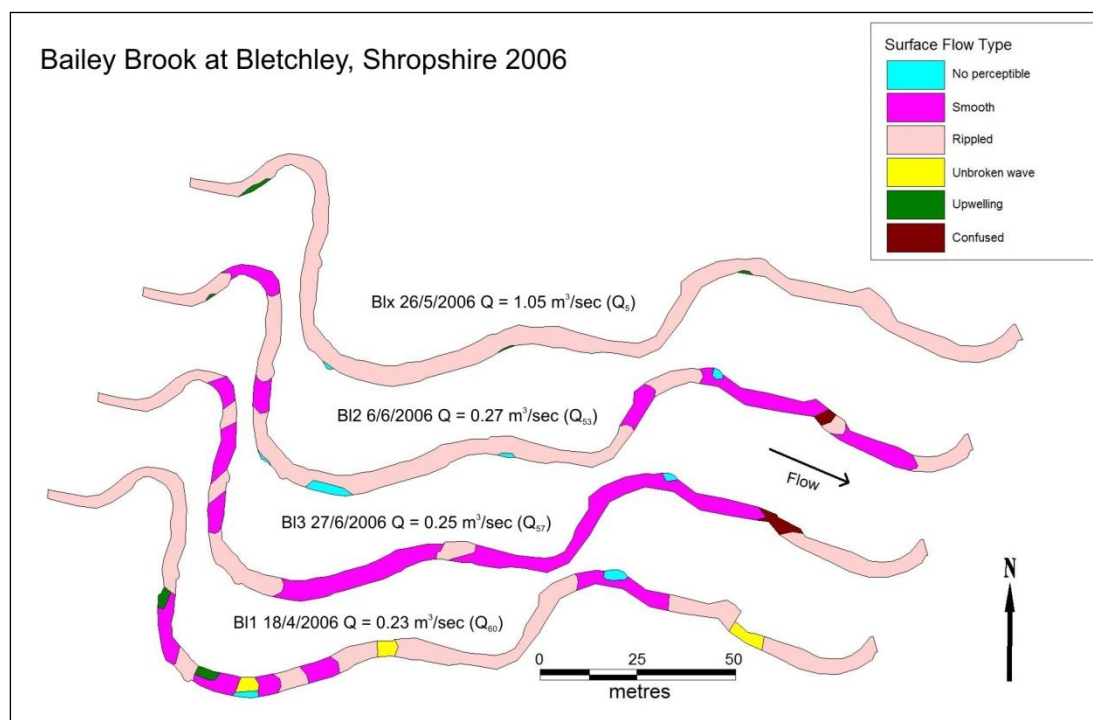 Bailey Brook at Bletchley, Shropshire 2006
Surface Flow Type
No perceptible
Smooth
Rippled
Unbroken wave
Upwelling
Confused
Blx 26/5/2006 Q = 1.05 m³/sec (Q₅)
Bl2 6/6/2006 Q = 0.27 m³/sec (Q₅₃)
Flow
Bl3 27/6/2006 Q = 0.25 m³/sec (Q₅₇)
N
Bl1 18/4/2006 Q = 0.23 m³/sec (Q₆₀)
0 25 50
metres